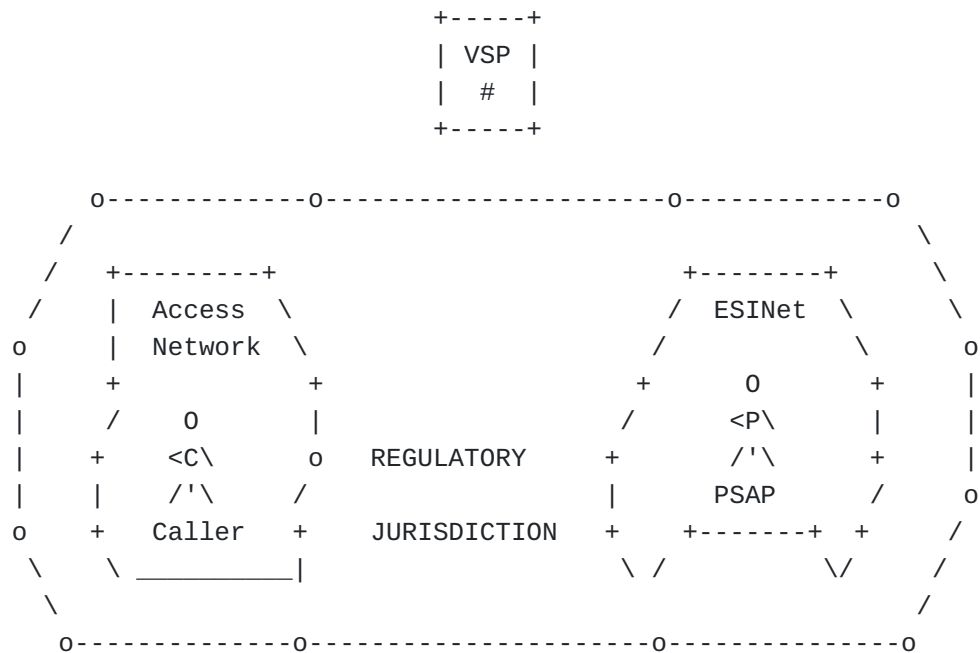 VSP
#
Access ESINet
Network
O O
<C\ REGULATORY <P\
/'\ /'\ PSAP
Caller JURISDICTION